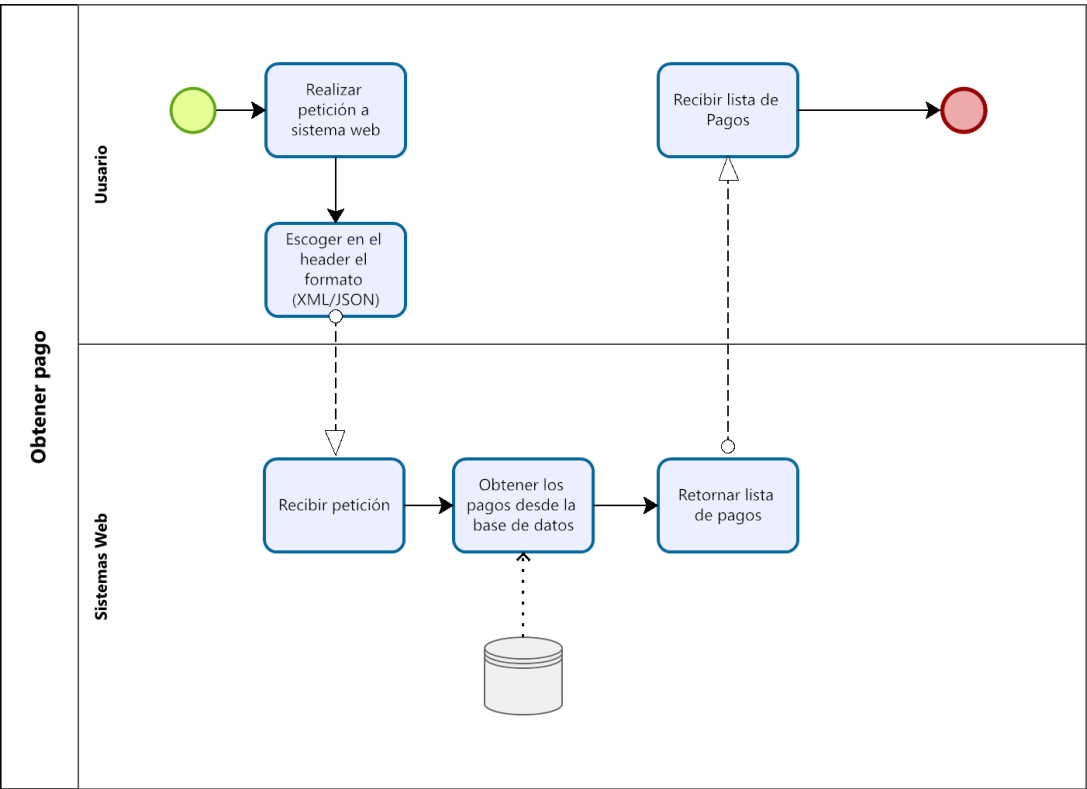 Obtener pago
Uusario
Realizar
petición a
sistema web
Recibir lista de
Pagos
Escoger en el
header el
formato
(XML/JSON)
Sistemas Web
Recibir petición
Obtener los
pagos desde la
base de datos
Retornar lista
de pagos